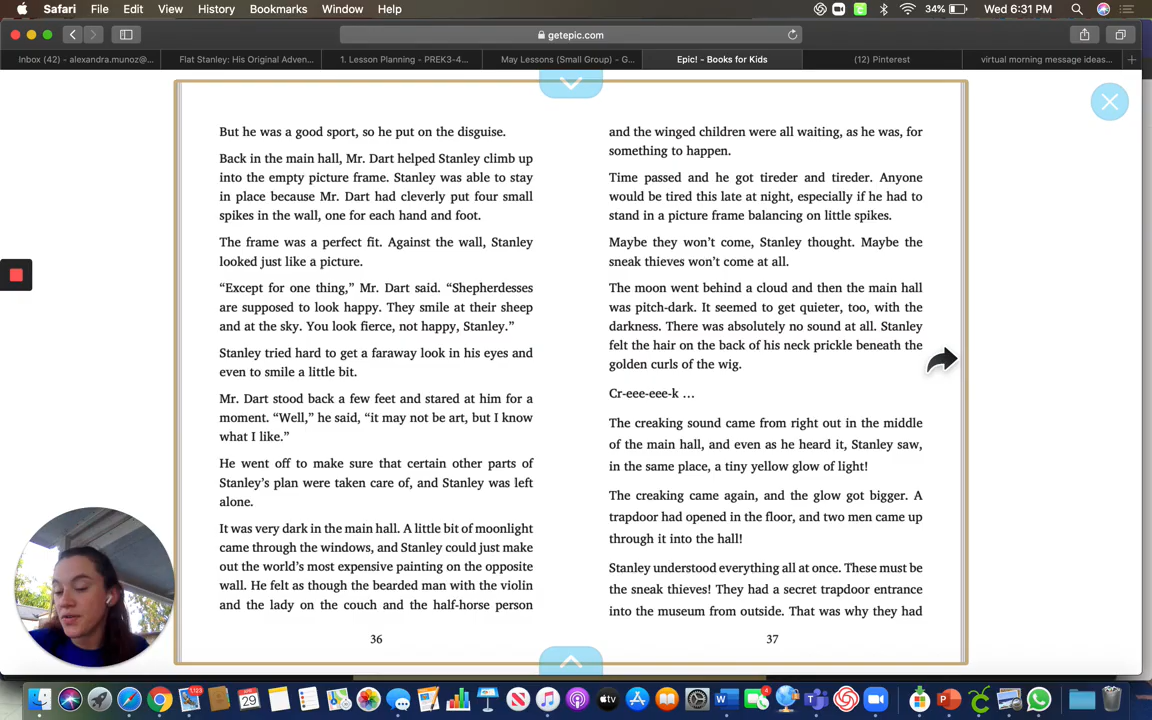 Safari File Edit View History Bookmarks Window Help 34% Wed 6:31 PM
getepic.com
Inbox (42) - alexandra.munoz@... Flat Stanley: His Original Adven... 1. Lesson Planning - PREK3-4... May Lessons (Small Group) - G... Epic! - Books for Kids (12) Pinterest virtual morning message ideas...
But he was a good sport, so he put on the disguise.
Back in the main hall, Mr. Dart helped Stanley climb up
into the empty picture frame. Stanley was able to stay
in place because Mr. Dart had cleverly put four small
spikes in the wall, one for each hand and foot.
The frame was a perfect fit. Against the wall, Stanley
looked just like a picture.
“Except for one thing,” Mr. Dart said. “Shepherdesses
are supposed to look happy. They smile at their sheep
and at the sky. You look fierce, not happy, Stanley.”
Stanley tried hard to get a faraway look in his eyes and
even to smile a little bit.
Mr. Dart stood back a few feet and stared at him for a
moment. “Well,” he said, “it may not be art, but I know
what I like.”
He went off to make sure that certain other parts of
Stanley’s plan were taken care of, and Stanley was left
alone.
It was very dark in the main hall. A little bit of moonlight
came through the windows, and Stanley could just make
out the world’s most expensive painting on the opposite
wall. He felt as though the bearded man with the violin
and the lady on the couch and the half-horse person
36
and the winged children were all waiting, as he was, for
something to happen.
Time passed and he got tireder and tireder. Anyone
would be tired this late at night, especially if he had to
stand in a picture frame balancing on little spikes.
Maybe they won’t come, Stanley thought. Maybe the
sneak thieves won’t come at all.
The moon went behind a cloud and then the main hall
was pitch-dark. It seemed to get quieter, too, with the
darkness. There was absolutely no sound at all. Stanley
felt the hair on the back of his neck prickle beneath the
golden curls of the wig.
Cr-eee-eee-k …
The creaking sound came from right out in the middle
of the main hall, and even as he heard it, Stanley saw,
in the same place, a tiny yellow glow of light!
The creaking came again, and the glow got bigger. A
trapdoor had opened in the floor, and two men came up
through it into the hall!
Stanley understood everything all at once. These must be
the sneak thieves! They had a secret trapdoor entrance
into the museum from outside. That was why they had
37